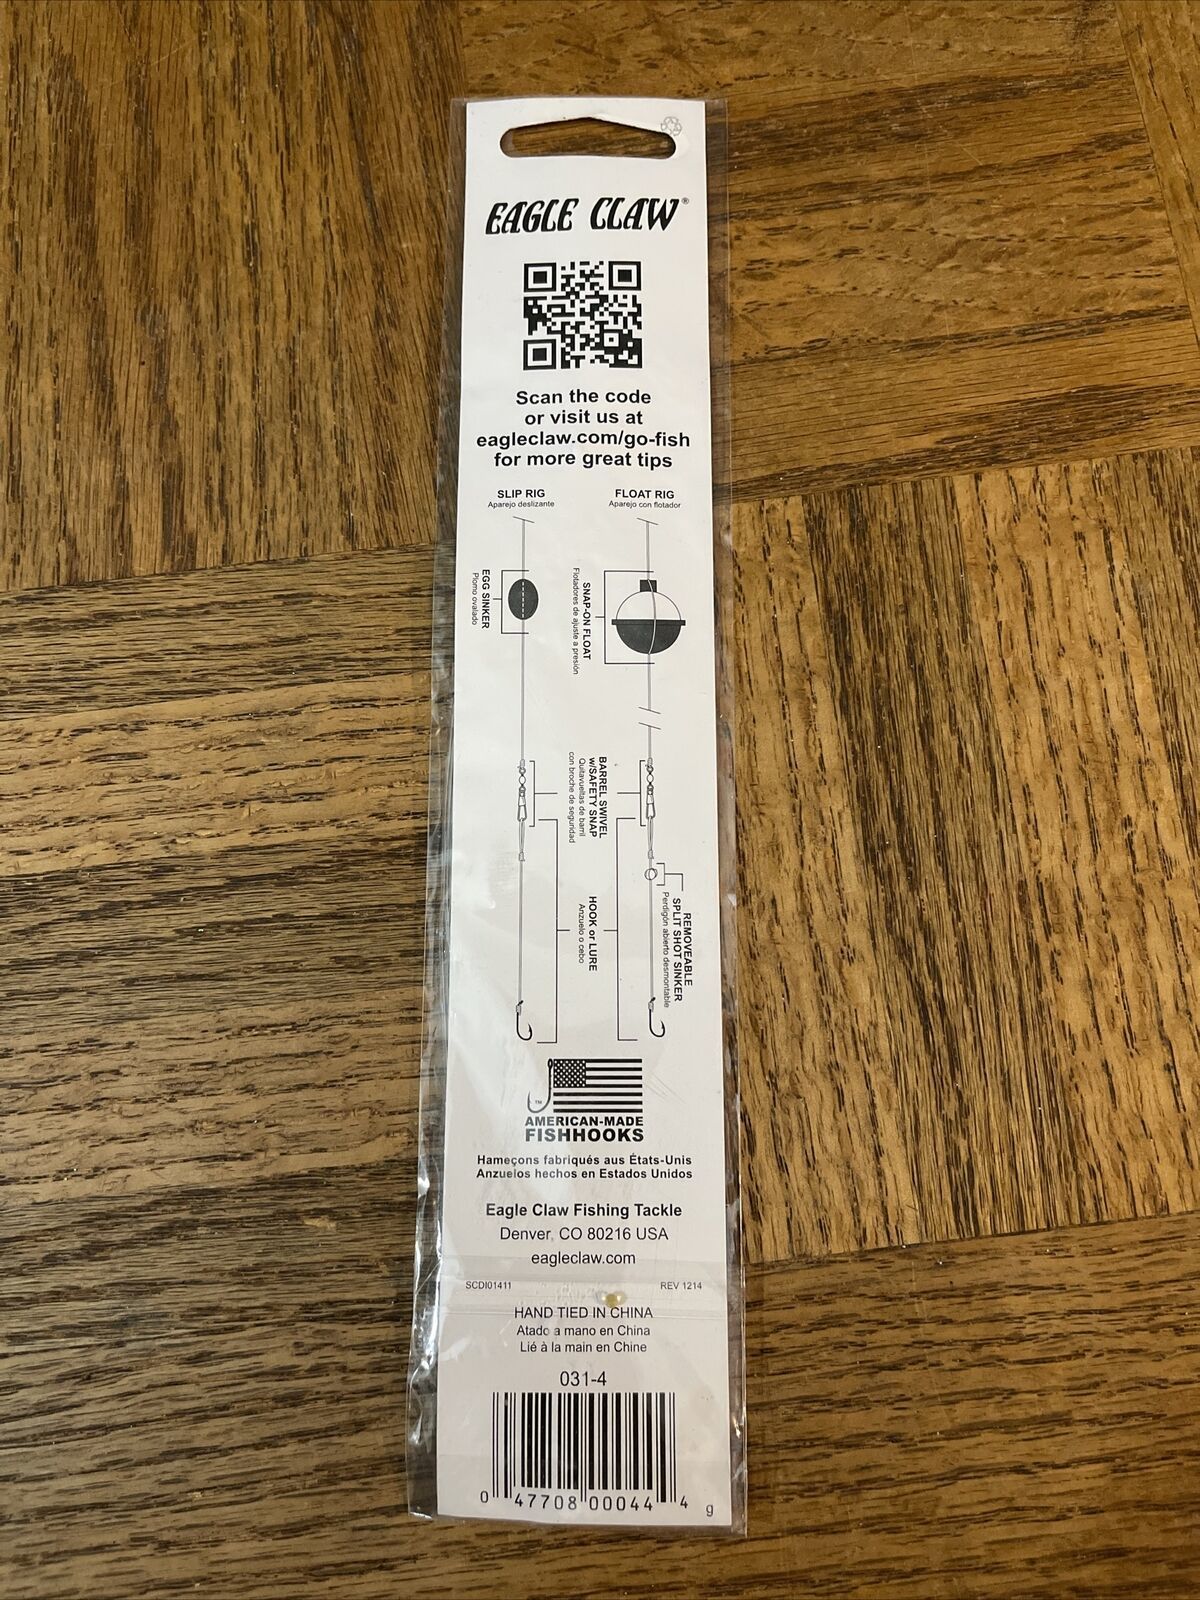 EAGLE CLAW®
Scan the code
or visit us at
eagleclaw.com/go-fish
for more great tips
SLIP RIG
Aparejo deslizante
FLOAT RIG
Aparejo con flotador
EGG SINKER
Plomo ovalado
SNAP-ON FLOAT
Flotadores de ajuste a presión
BARREL SWIVEL
w/SAFETY SNAP
Quitavueltas de barril
con broche de seguridad
HOOK or LURE
Anzuelo o cebo
REMOVEABLE
SPLIT SHOT SINKER
Perdigón abierto desmontable
TM
AMERICAN-MADE
FISHHOOKS
Hameçons fabriqués aus États-Unis
Anzuelos hechos en Estados Unidos
Eagle Claw Fishing Tackle
Denver, CO 80216 USA
eagleclaw.com
SCDI01411 REV 1214
HAND TIED IN CHINA
Atado a mano en China
Lié à la main en Chine
031-4
0 47708 00044 4 g